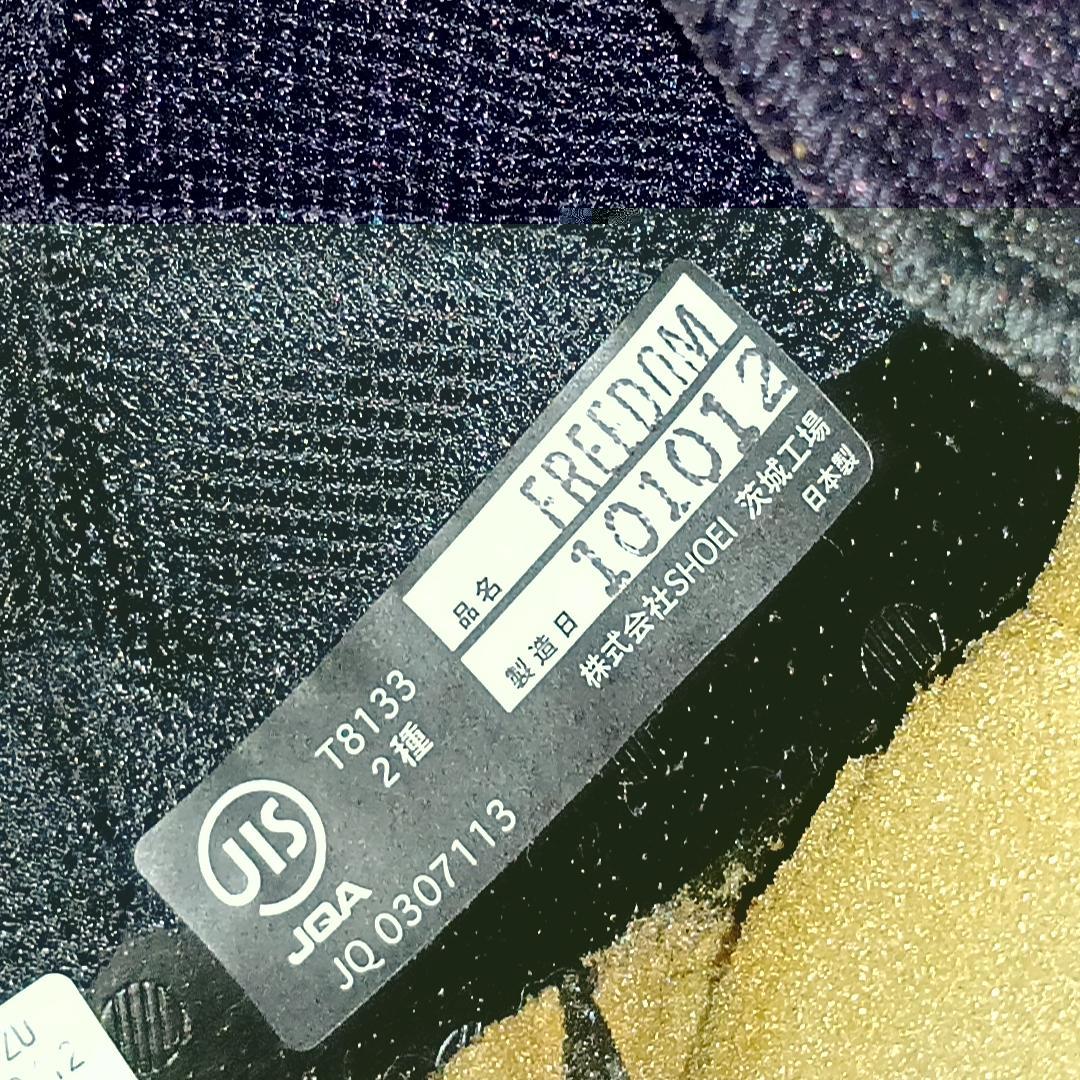 品名 FREEDOM
製造日 101012
株式会社SHOEI 茨城工場
日本製
T8133
2種
JIS
JQA
JQ 0307113